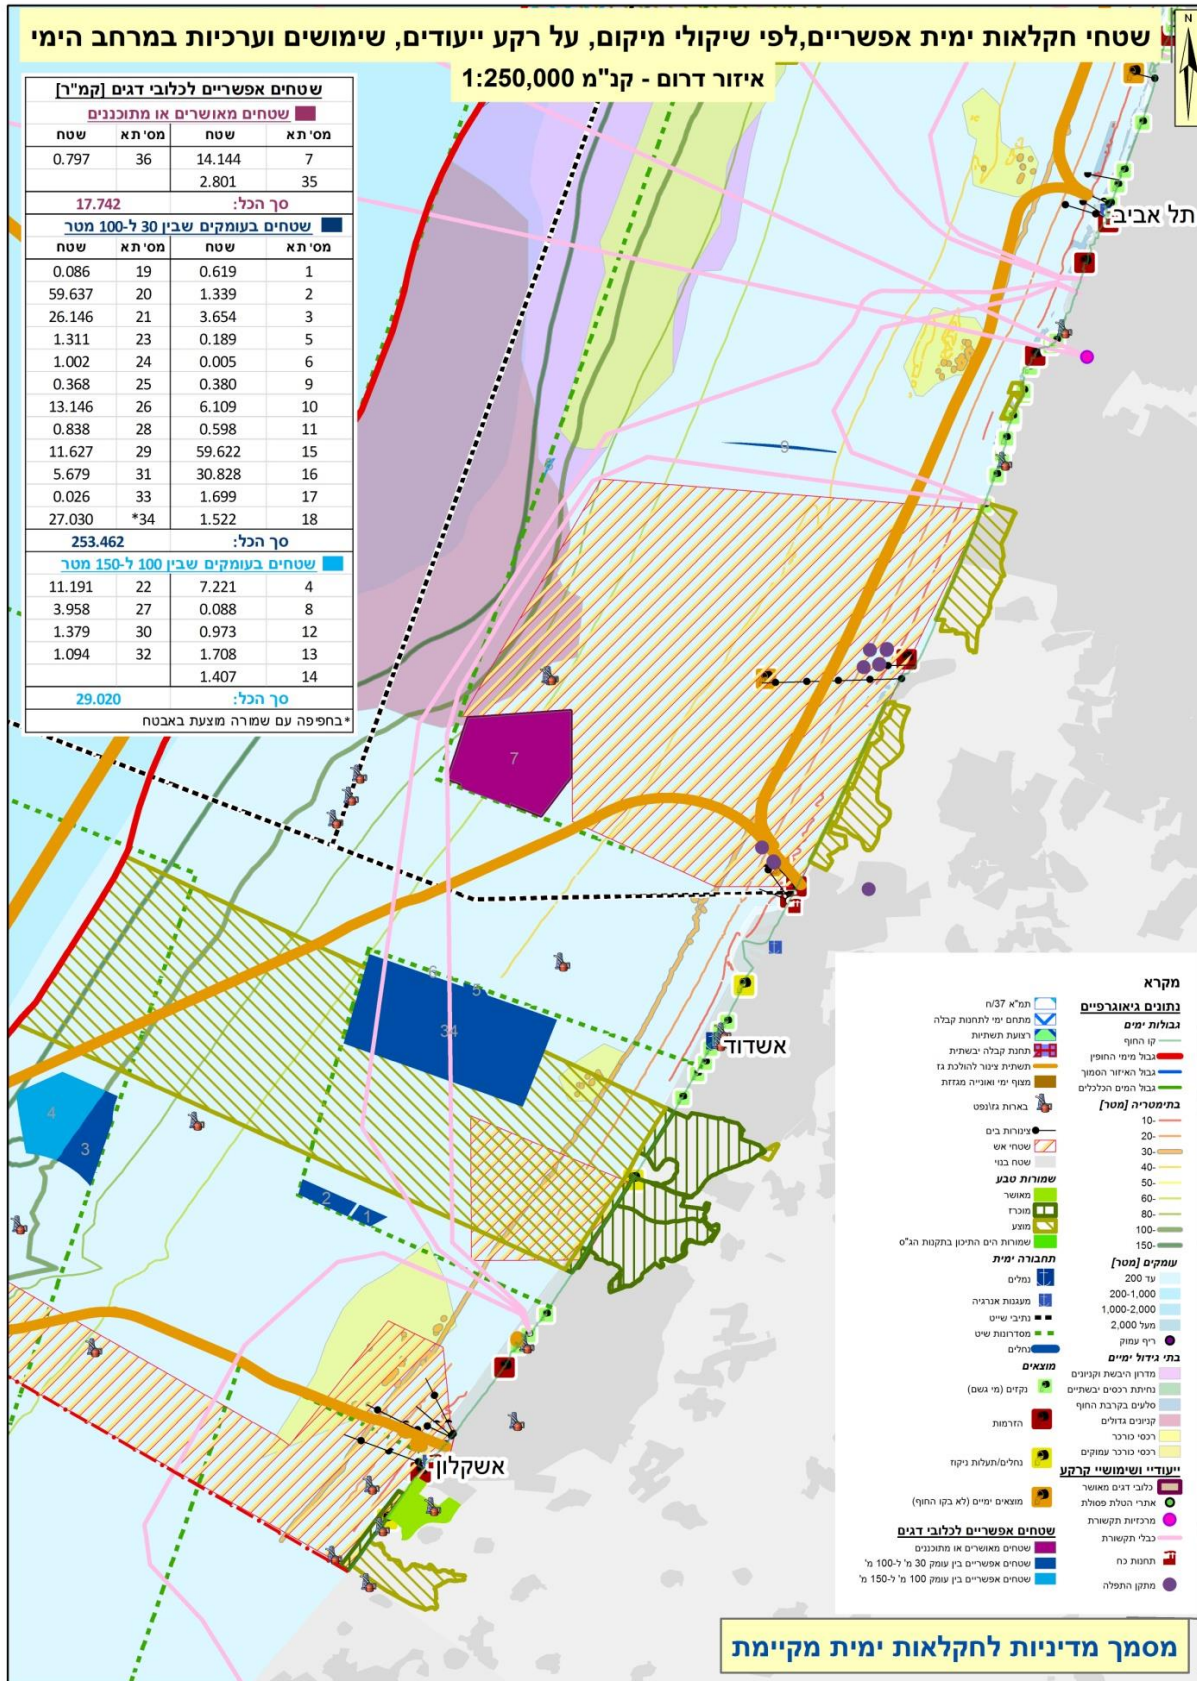 שטחי חקלאות ימית אפשריים,לפי שיקולי מיקום, על רקע ייעודים, שימושים וערכיות במרחב הימי
איזור דרום - קנ"מ 1:250,000
N
שטחים אפשריים לכלובי דגים [קמ"ר]
שטחים מאושרים או מתוכננים
מס' תא שטח מס' תא שטח
7 14.144 36 0.797
35 2.801
סך הכל: 17.742
שטחים בעומקים שבין 30 ל-100 מטר
מס' תא שטח מס' תא שטח
1 0.619 19 0.086
2 1.339 20 59.637
3 3.654 21 26.146
5 0.189 23 1.311
6 0.005 24 1.002
9 0.380 25 0.368
10 6.109 26 13.146
11 0.598 28 0.838
15 59.622 29 11.627
16 30.828 31 5.679
17 1.699 33 0.026
18 1.522 34* 27.030
סך הכל: 253.462
שטחים בעומקים שבין 100 ל-150 מטר
4 7.221 22 11.191
8 0.088 27 3.958
12 0.973 30 1.379
13 1.708 32 1.094
14 1.407
סך הכל: 29.020
*בחפיפה עם שמורה מוצעת באבטח
תל אביב
9
8
7
6
5
34
אשדוד
4
3
2
1
אשקלון
מקרא
נתונים גיאוגרפיים
גבולות ימים
קו החוף
גבול מימי החופין
גבול האיזור הסמוך
גבול המים הכלכלים
בתימטריה [מטר]
-10
-20
-30
-40
-50
-60
-80
-100
-150
עומקים [מטר]
עד 200
200-1,000
1,000-2,000
מעל 2,000
ריף עמוק
בתי גידול ימיים
מדרון היבשת וקניונים
נחיתת רכסים יבשתיים
סלעים בקרבת החוף
קניונים גדולים
רכסי כורכר
רכסי כורכר עמוקים
ייעודיי ושימושיי קרקע
כלובי דגים מאושר
אתרי הטלת פסולת
מרכזיות תקשורת
כבלי תקשורת
תחנות כח
מתקן התפלה
תמ"א 37/ח
מתחם ימי לתחנות קבלה
רצועת תשתיות
תחנת קבלה יבשתית
תשתית צינור להולכת גז
מצוף ימי ואונייה מגזזת
בארות גז\נפט
צינורות בים
שטחי אש
שטח בנוי
שמורות טבע
מאושר
מוכרז
מוצע
שמורות הים התיכון בתקנות הג"ס
תחבורה ימית
נמלים
מעגנות אנרגיה
נתיבי שייט
מסדרונות שיט
נחלים
מוצאים
נקזים (מי גשם)
הזרמות
נחלים/תעלות ניקוז
מוצאים ימיים (לא בקו החוף)
שטחים אפשריים לכלובי דגים
שטחים מאושרים או מתוכננים
שטחים אפשריים בין עומק 30 מ' ל-100 מ'
שטחים אפשריים בין עומק 100 מ' ל-150 מ'
מסמך מדיניות לחקלאות ימית מקיימת